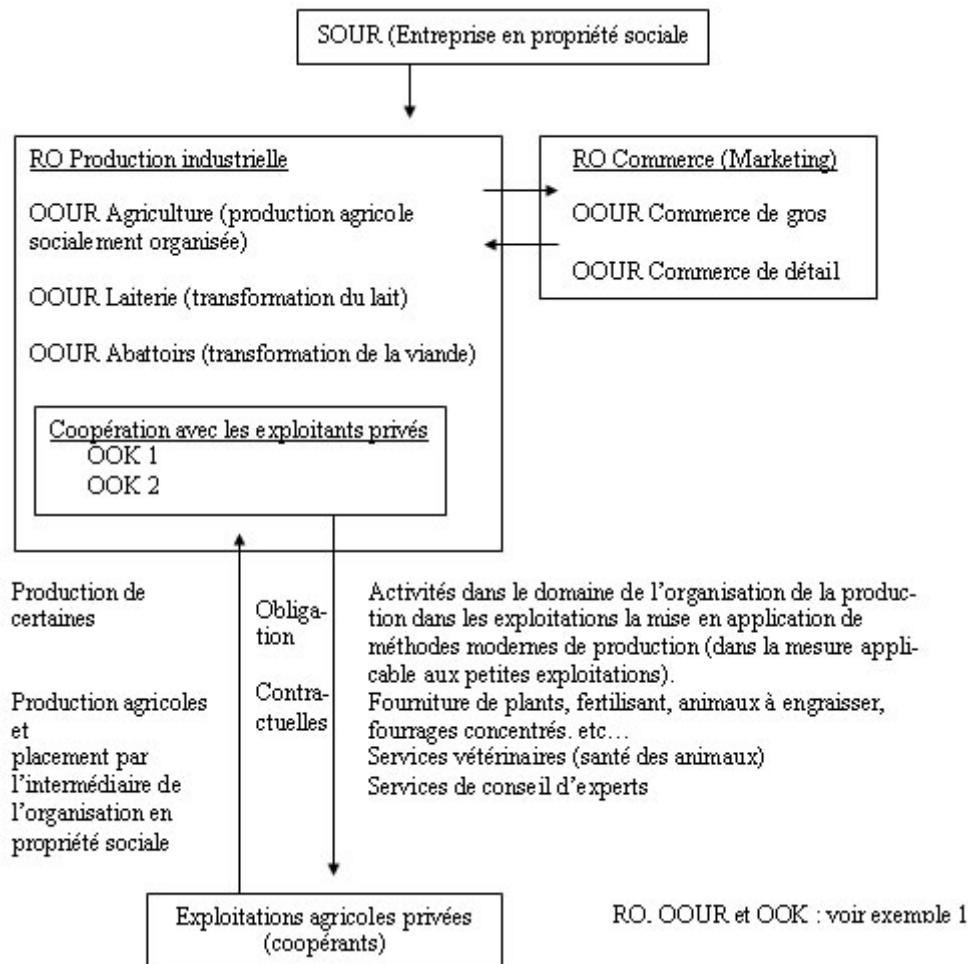 SOUR (Entreprise en propriété sociale
RO Production industrielle
OOUR Agriculture (production agricole
socialement organisée)
OOUR Laiterie (transformation du lait)
OOUR Abattoirs (transformation de la viande)
RO Commerce (Marketing)
OOUR Commerce de gros
OOUR Commerce de détail
Coopération avec les exploitants privés
OOK 1
OOK 2
Production de
certaines
Production agricoles
et
placement par
l’intermédiaire de
l’organisation en
propriété sociale
Obliga-
tion
Contra-
ctuelles
Activités dans le domaine de l’organisation de la produc-
tion dans les exploitations la mise en application de
méthodes modernes de production (dans la mesure appli-
cable aux petites exploitations).
Fourniture de plants, fertilisant, animaux à engraisser,
fourrages concentrés. etc…
Services vétérinaires (santé des animaux)
Services de conseil d’experts
Exploitations agricoles privées
(coopérants)
RO. OOUR et OOK : voir exemple 1